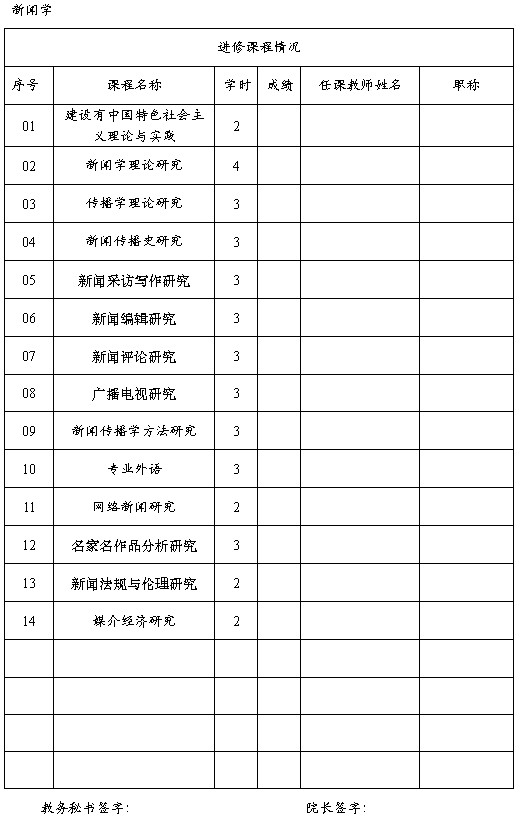 新闻学
进修课程情况
序号 课程名称 学时 成绩 任课教师姓名 职称
01 建设有中国特色社会主 2
义理论与实践
02 新闻学理论研究 4
03 传播学理论研究 3
04 新闻传播史研究 3
05 新闻采访写作研究 3
06 新闻编辑研究 3
07 新闻评论研究 3
08 广播电视研究 3
09 新闻传播学方法研究 3
10 专业外语 3
11 网络新闻研究 2
12 名家名作品分析研究 3
13 新闻法规与伦理研究 2
14 媒介经济研究 2
教务秘书签字: 院长签字: